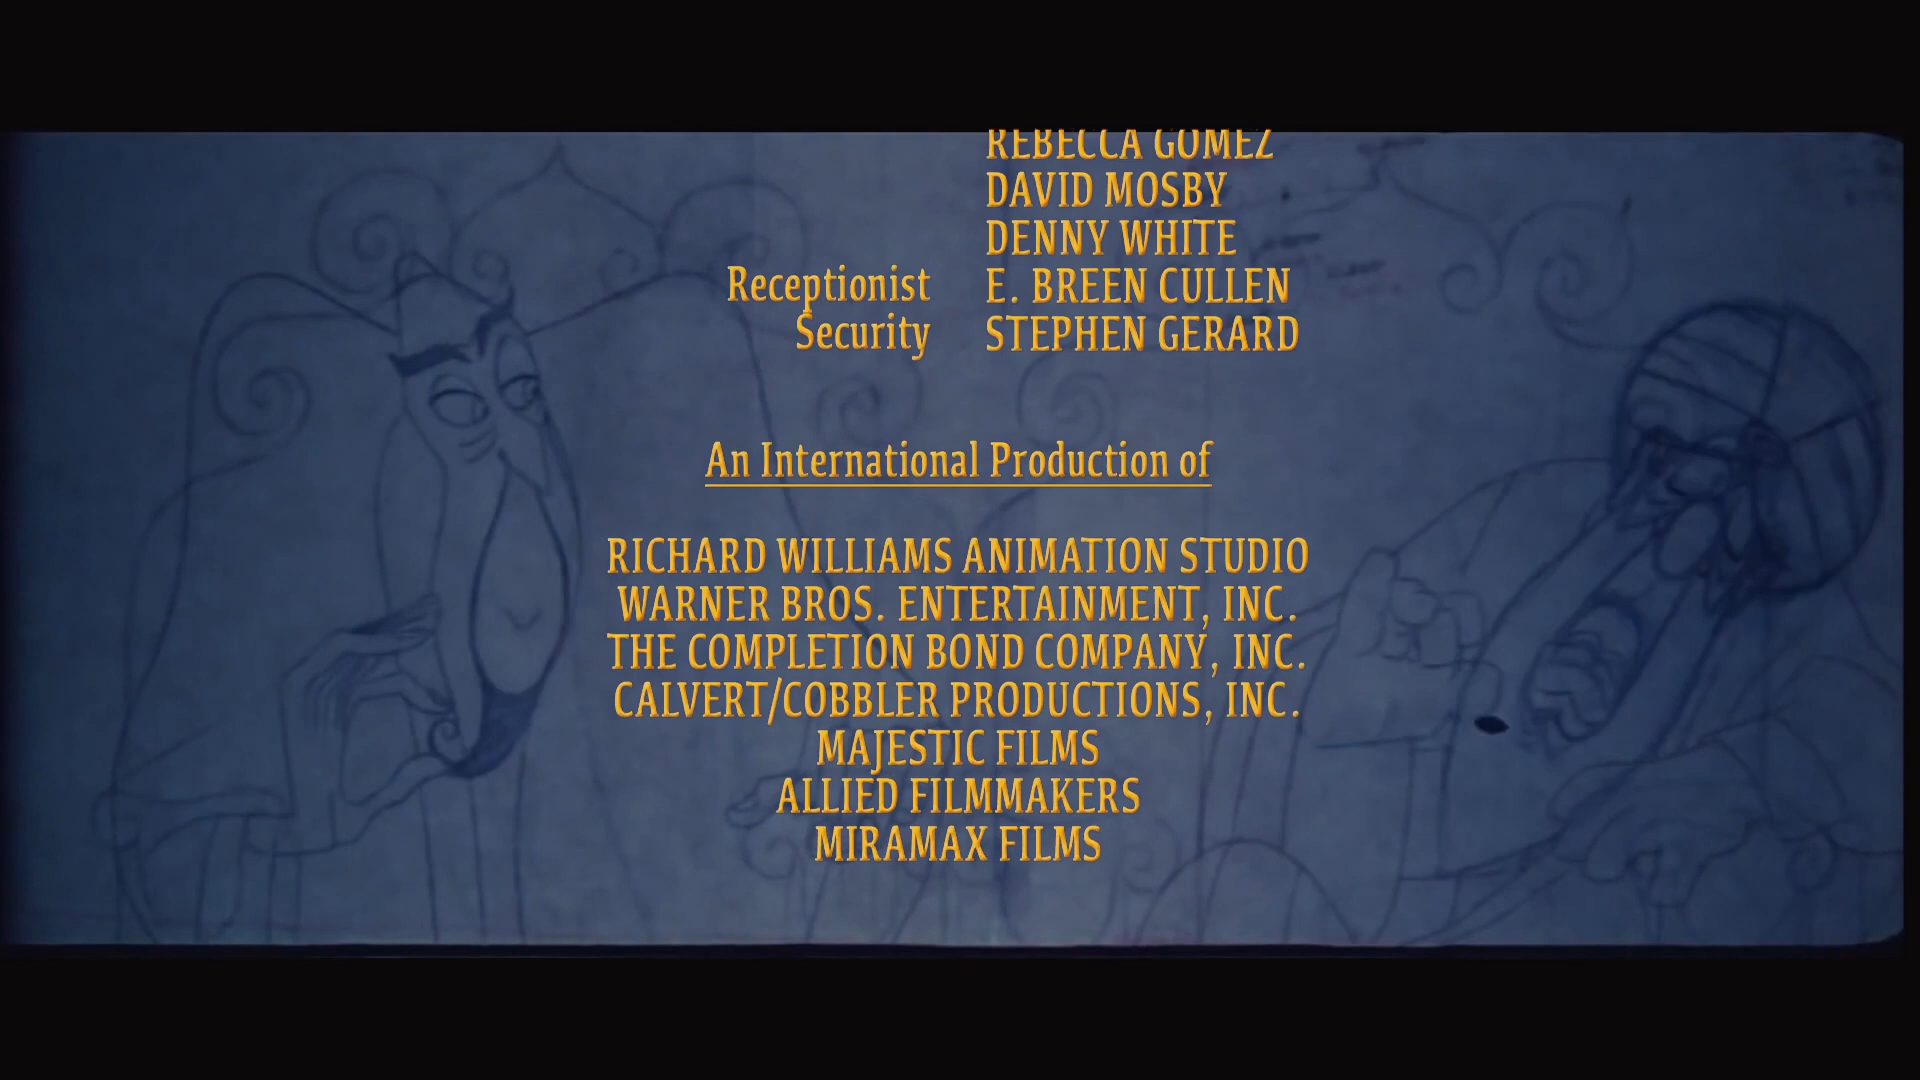 REBECCA GOMEZ
DAVID MOSBY
DENNY WHITE
Receptionist E. BREEN CULLEN
Security STEPHEN GERARD
An International Production of
RICHARD WILLIAMS ANIMATION STUDIO
WARNER BROS. ENTERTAINMENT, INC.
THE COMPLETION BOND COMPANY, INC.
CALVERT/COBBLER PRODUCTIONS, INC.
MAJESTIC FILMS
ALLIED FILMMAKERS
MIRAMAX FILMS